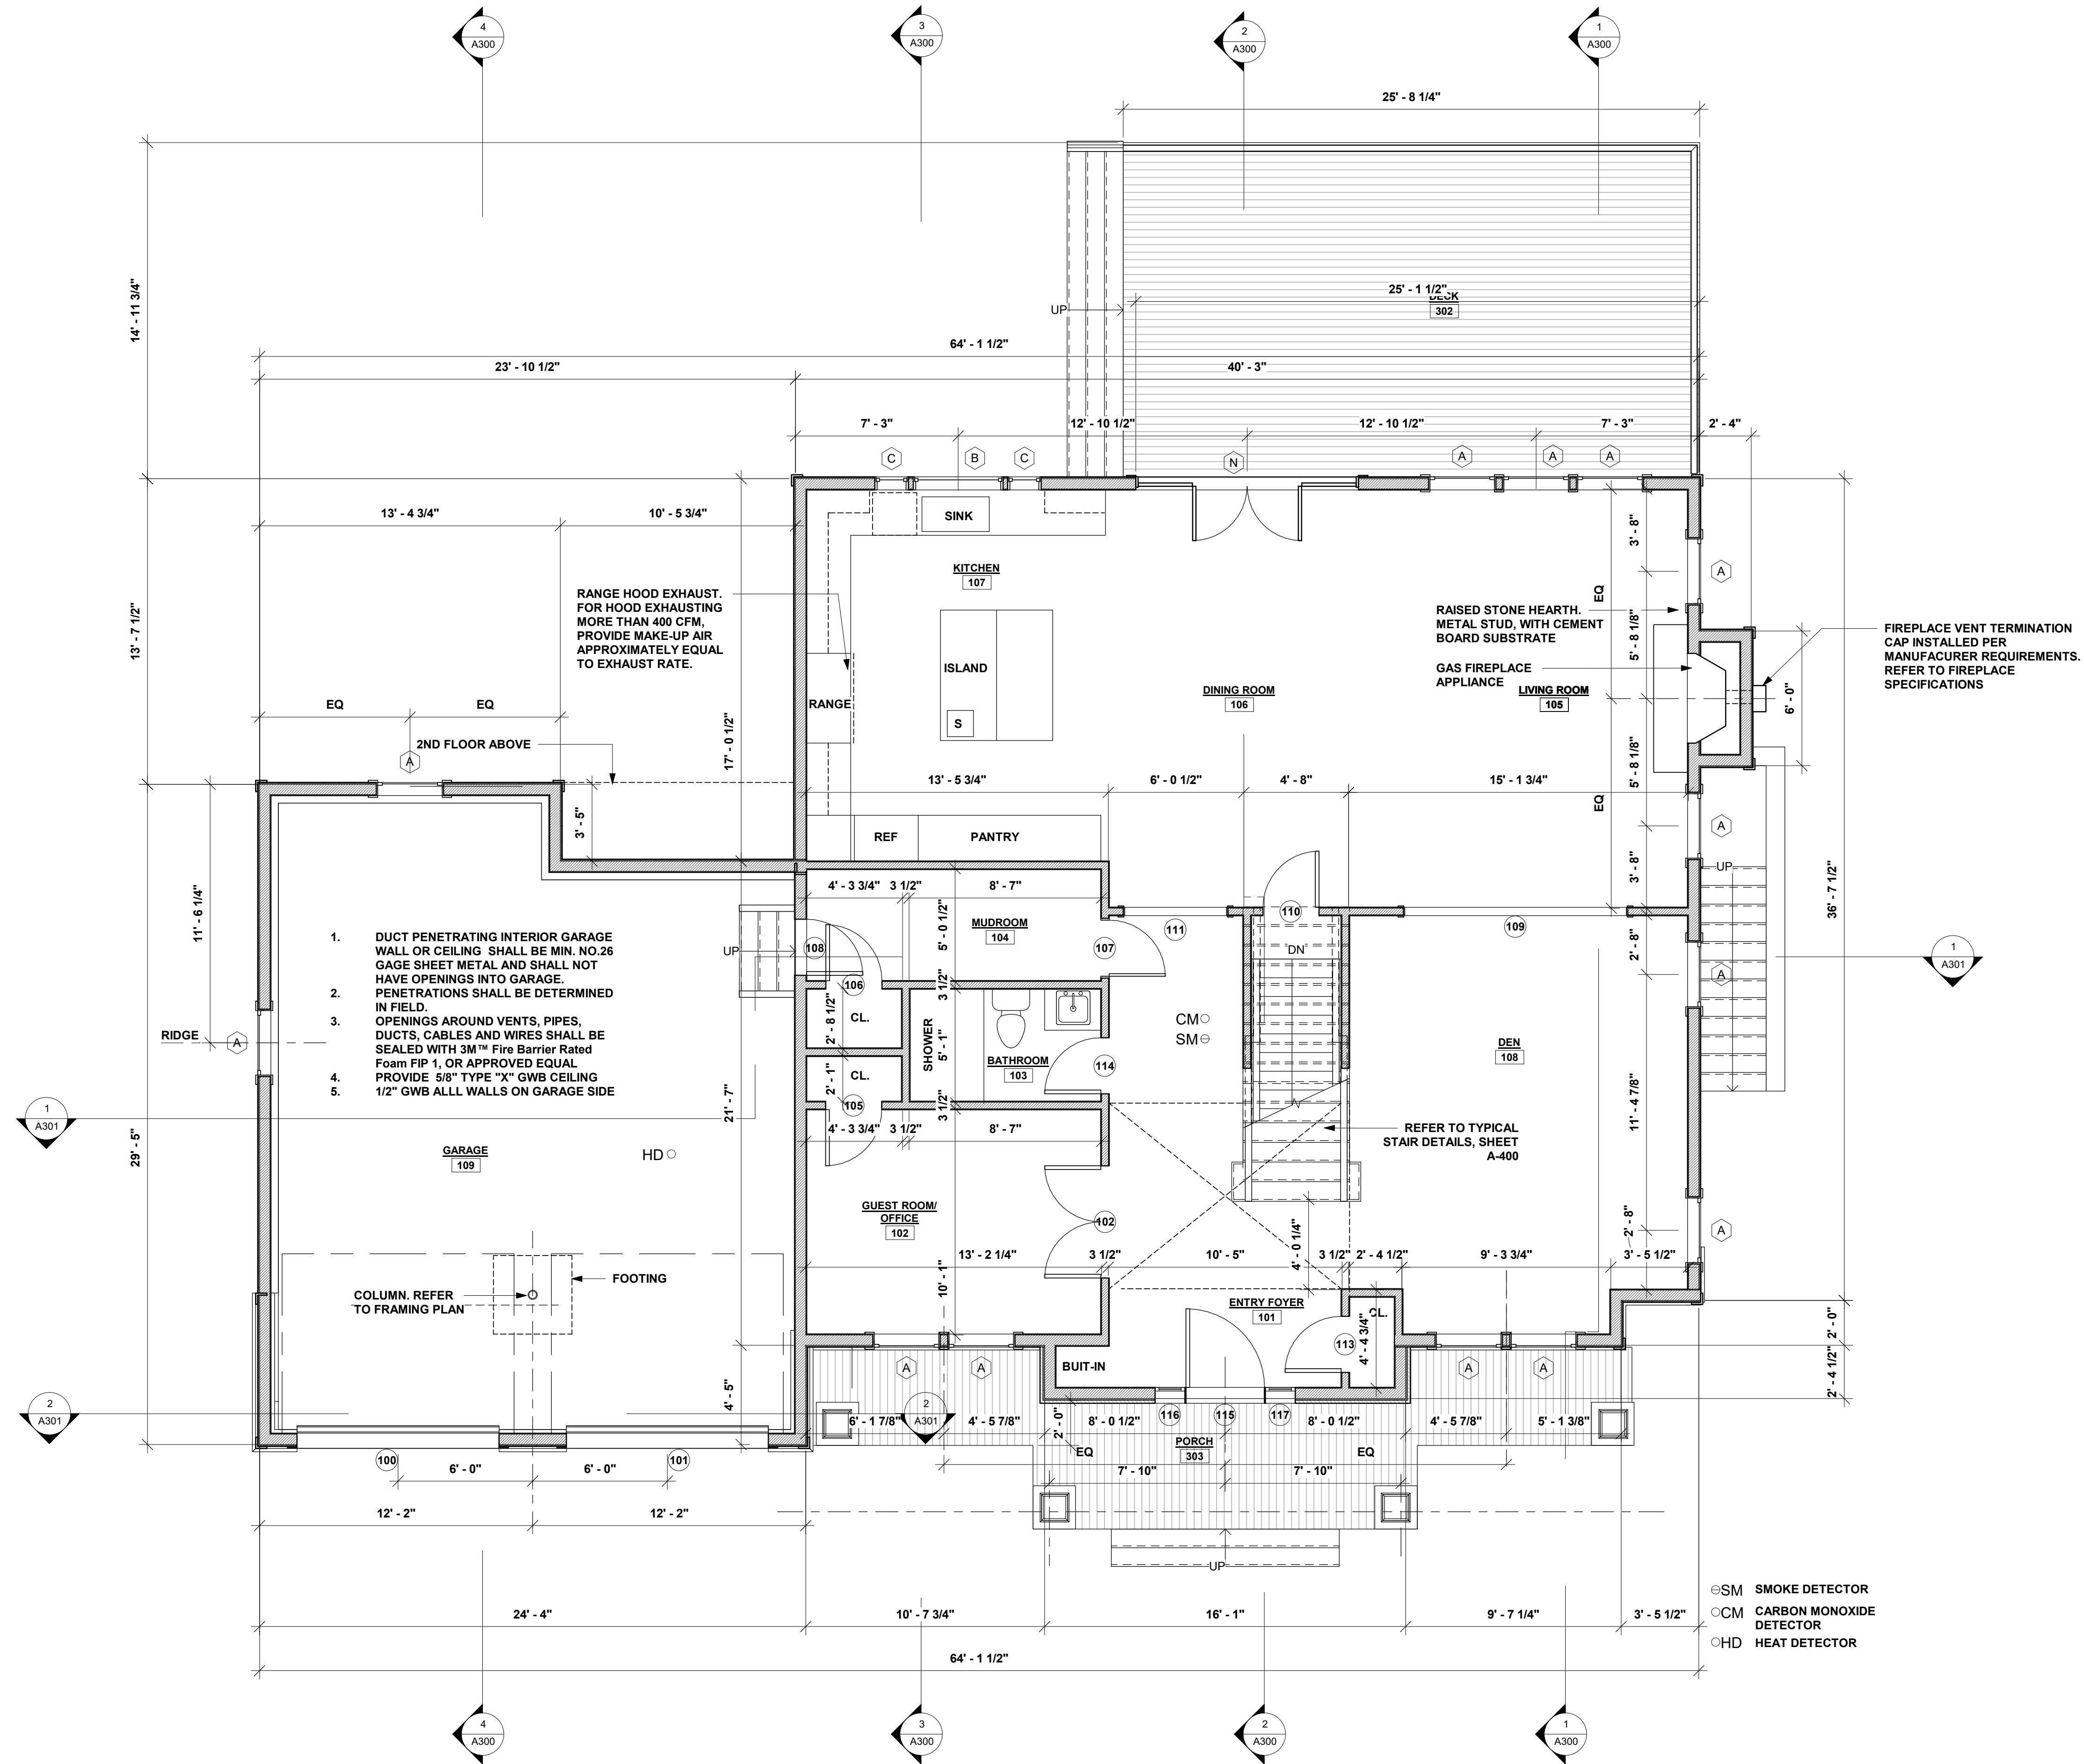 4
A300
3
A300
2
A300
1
A300
25' - 8 1/4"
14' - 11 3/4"
25' - 1 1/2"
DECK
302
UP
64' - 1 1/2"
23' - 10 1/2"
40' - 3"
7' - 3"
12' - 10 1/2"
12' - 10 1/2"
7' - 3"
2' - 4"
C
B
C
N
A
A
A
13' - 4 3/4"
10' - 5 3/4"
SINK
3' - 8"
KITCHEN
107
A
13' - 7 1/2"
RANGE HOOD EXHAUST.
FOR HOOD EXHAUSTING
MORE THAN 400 CFM,
PROVIDE MAKE-UP AIR
APPROXIMATELY EQUAL
TO EXHAUST RATE.
EQ
RAISED STONE HEARTH.
METAL STUD, WITH CEMENT
BOARD SUBSTRATE
5' - 8 1/8"
FIREPLACE VENT TERMINATION
CAP INSTALLED PER
MANUFACURER REQUIREMENTS.
REFER TO FIREPLACE
SPECIFICATIONS
ISLAND
GAS FIREPLACE
APPLIANCE
DINING ROOM
106
LIVING ROOM
105
6' - 0"
EQ
EQ
RANGE
S
17' - 0 1/2"
2ND FLOOR ABOVE
A
5' - 8 1/8"
13' - 5 3/4"
6' - 0 1/2"
4' - 8"
15' - 1 3/4"
EQ
3' - 5"
REF
PANTRY
A
3' - 8"
UP
11' - 6 1/4"
4' - 3 3/4"
3 1/2"
8' - 7"
36' - 7 1/2"
1. DUCT PENETRATING INTERIOR GARAGE
WALL OR CEILING SHALL BE MIN. NO.26
GAGE SHEET METAL AND SHALL NOT
HAVE OPENINGS INTO GARAGE.
2. PENETRATIONS SHALL BE DETERMINED
IN FIELD.
3. OPENINGS AROUND VENTS, PIPES,
DUCTS, CABLES AND WIRES SHALL BE
SEALED WITH 3M™ Fire Barrier Rated
Foam FIP 1, OR APPROVED EQUAL
4. PROVIDE 5/8" TYPE "X" GWB CEILING
5. 1/2" GWB ALLL WALLS ON GARAGE SIDE
MUDROOM
104
5' - 0 1/2"
110
111
109
107
108
UP
DN
2' - 8"
1
A301
A
106
3 1/2"
2' - 8 1/2"
CL.
CM
SM
RIDGE
A
SHOWER
5' - 1"
BATHROOM
103
114
DEN
108
CL.
2' - 1"
105
3 1/2"
21' - 7"
1
A301
29' - 5"
11' - 4 7/8"
4' - 3 3/4"
3 1/2"
8' - 7"
REFER TO TYPICAL
STAIR DETAILS, SHEET
A-400
GARAGE
109
HD
GUEST ROOM/
OFFICE
102
102
2' - 8"
A
4' - 0 1/4"
13' - 2 1/4"
3 1/2"
10' - 5"
3 1/2"
2' - 4 1/2"
9' - 3 3/4"
3' - 5 1/2"
FOOTING
10' - 1"
COLUMN. REFER
TO FRAMING PLAN
ENTRY FOYER
101
CL.
113
4' - 4 3/4"
2' - 0"
A
A
BUIT-IN
A
A
2' - 4 1/2"
4' - 5"
2
A301
2
A301
6' - 1 7/8"
4' - 5 7/8"
2' - 0"
8' - 0 1/2"
116
115
117
8' - 0 1/2"
4' - 5 7/8"
5' - 1 3/8"
PORCH
303
EQ
EQ
100
101
6' - 0"
6' - 0"
7' - 10"
7' - 10"
12' - 2"
12' - 2"
UP
SM SMOKE DETECTOR
CM CARBON MONOXIDE
DETECTOR
HD HEAT DETECTOR
24' - 4"
10' - 7 3/4"
16' - 1"
9' - 7 1/4"
3' - 5 1/2"
64' - 1 1/2"
4
A300
3
A300
2
A300
1
A300